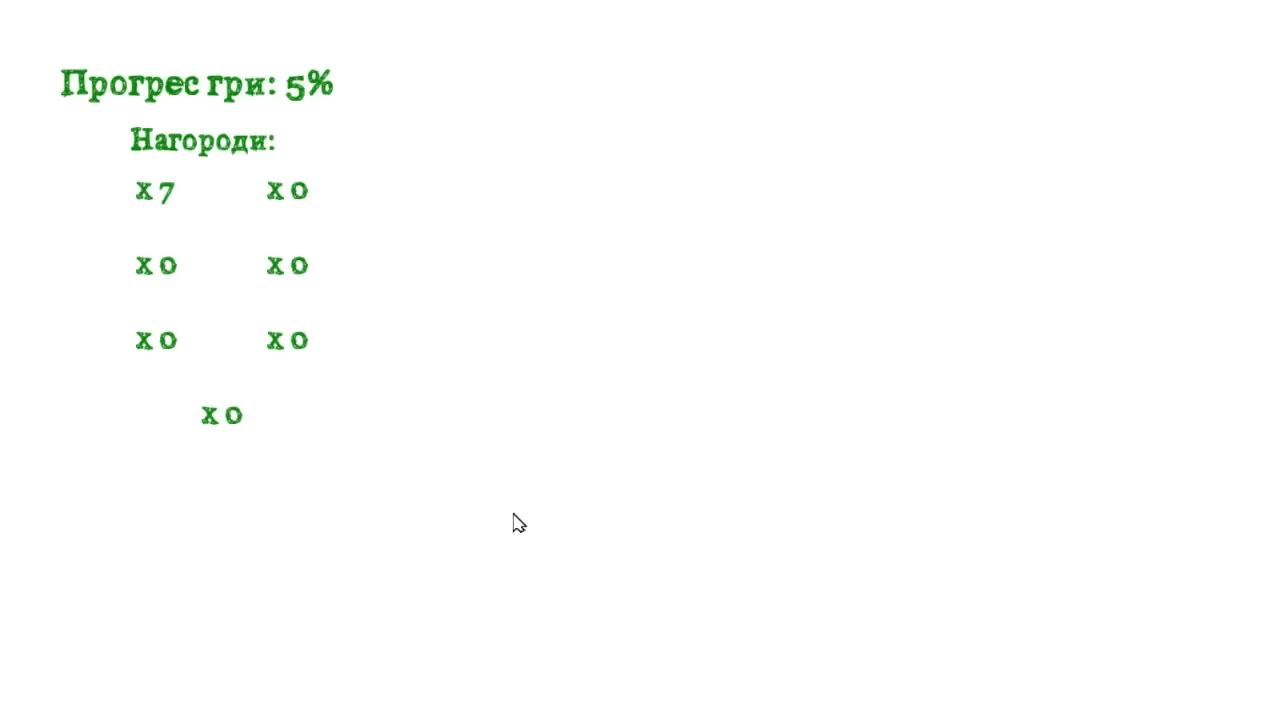 Прогрес гри: 5%
Нагороди:
x 7 x 0
x 0 x 0
x 0 x 0
x 0